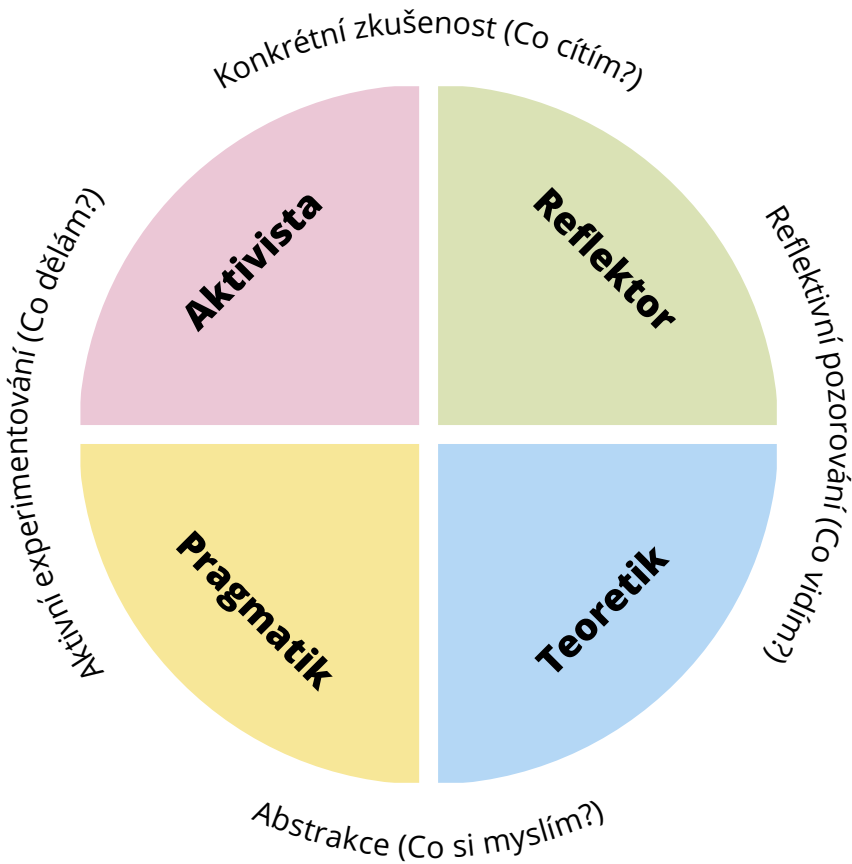 Konkrétní zkušenost (Co cítím?)
Aktivista
Reflektor
Aktivní experimentování (Co dělám?)
Reflektivní pozorování (Co vidím?)
Pragmatik
Teoretik
Abstrakce (Co si myslím?)